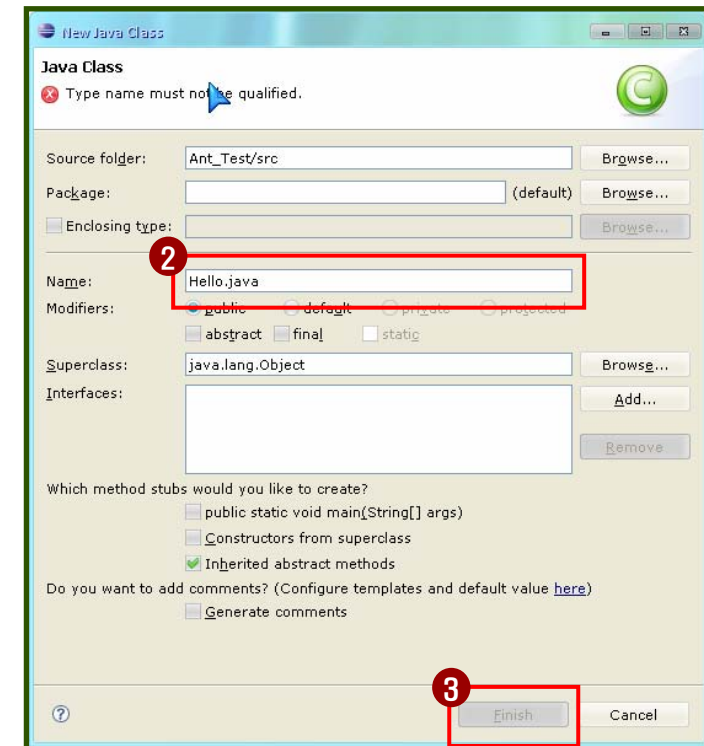 New Java Class
Java Class
Type name must not be qualified.
Source folder: Ant_Test/src Browse...
Package: (default) Browse...
Enclosing type: Browse...
2
Name: Hello.java
Modifiers: public default private protected
abstract final static
Superclass: java.lang.Object Browse...
Interfaces: Add...
Remove
Which method stubs would you like to create?
public static void main(String[] args)
Constructors from superclass
Inherited abstract methods
Do you want to add comments? (Configure templates and default value here)
Generate comments
3
? Finish Cancel